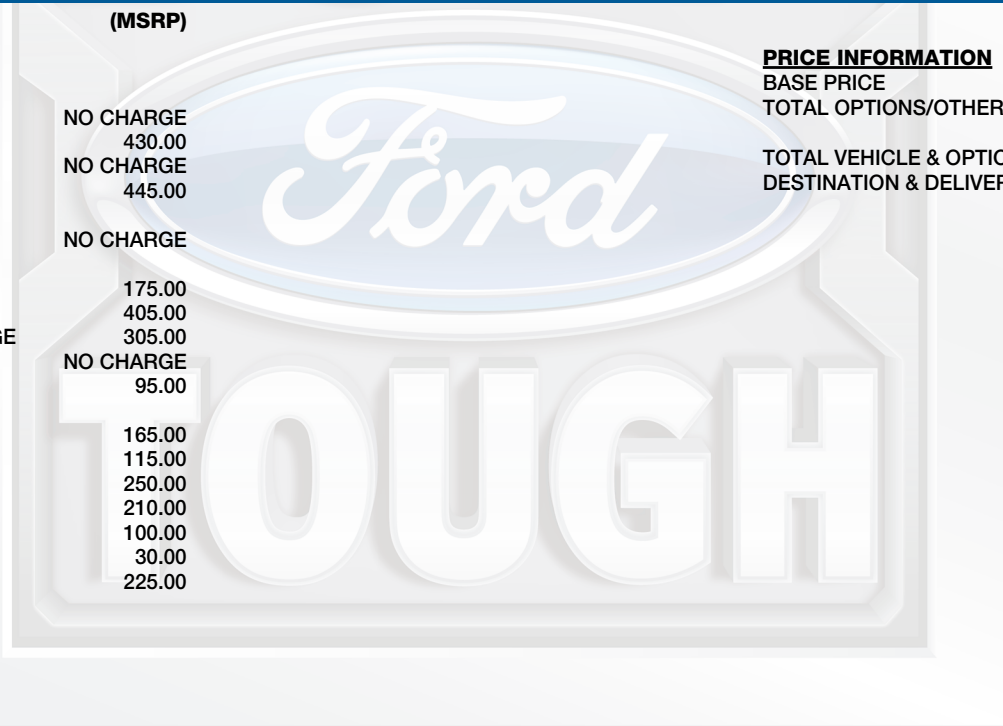 (MSRP)
NO CHARGE
430.00
NO CHARGE
445.00
NO CHARGE
175.00
405.00
GE 305.00
NO CHARGE
95.00
165.00
115.00
250.00
210.00
100.00
30.00
225.00
PRICE INFORMATION
BASE PRICE
TOTAL OPTIONS/OTHER
TOTAL VEHICLE & OPTIO
DESTINATION & DELIVER
Ford
TOUGH